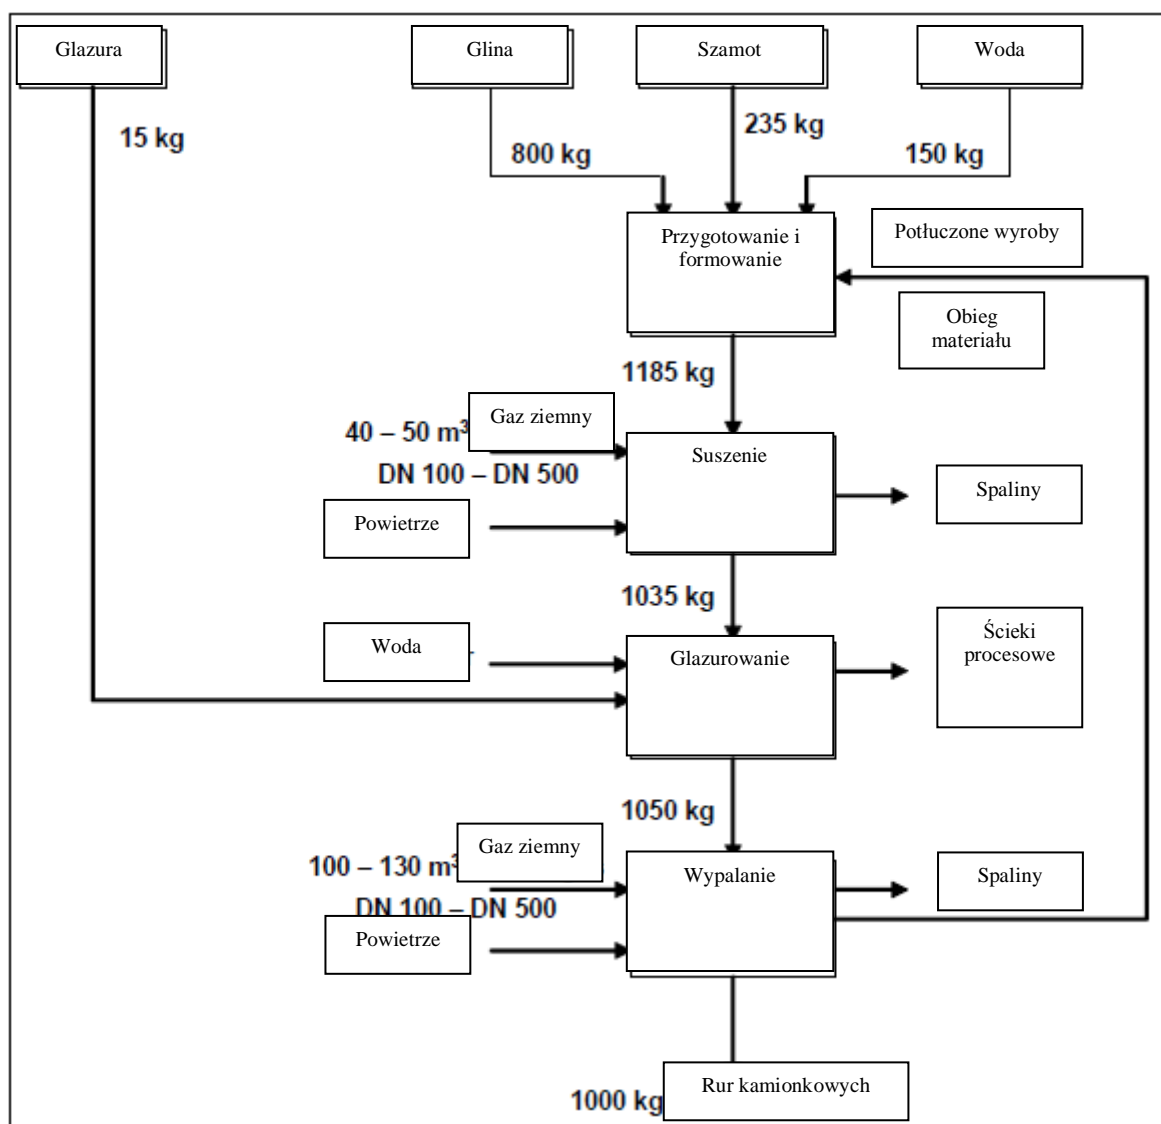 Glazura
Glina
Szamot
Woda
15 kg
800 kg
235 kg
150 kg
Przygotowanie i
formowanie
Potłuczone wyroby
Obieg
materiału
1185 kg
Gaz ziemny
40 – 50 m³
DN 100 – DN 500
Suszenie
Spaliny
Powietrze
1035 kg
Woda
Glazurowanie
Ścieki
procesowe
1050 kg
Gaz ziemny
100 – 130 m³
DN 100 – DN 500
Wypalanie
Spaliny
Powietrze
Rur kamionkowych
1000 kg